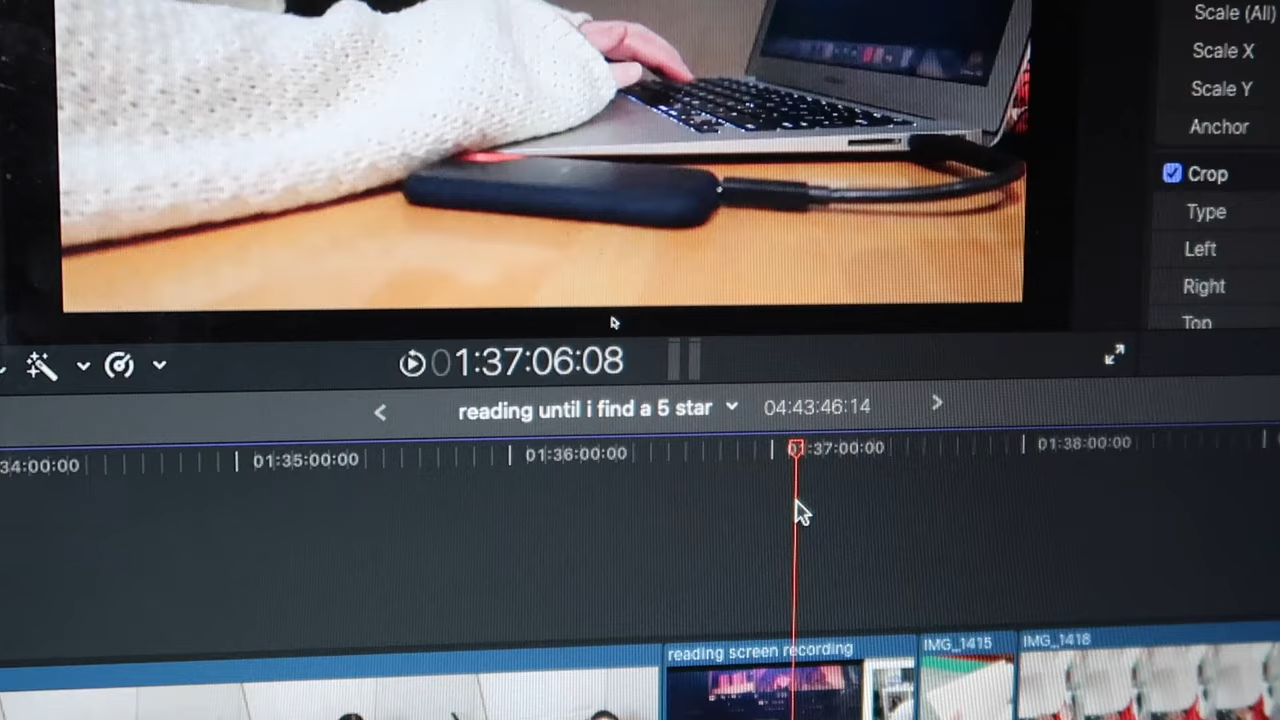 Scale (All)
Scale X
Scale Y
Anchor
Crop
Type
Left
Right
Top
01:37:06:08
reading until i find a 5 star
04:43:46:14
34:00:00
01:35:00:00
01:36:00:00
01:37:00:00
01:38:00:00
reading screen recording
IMG_1415
IMG_1418